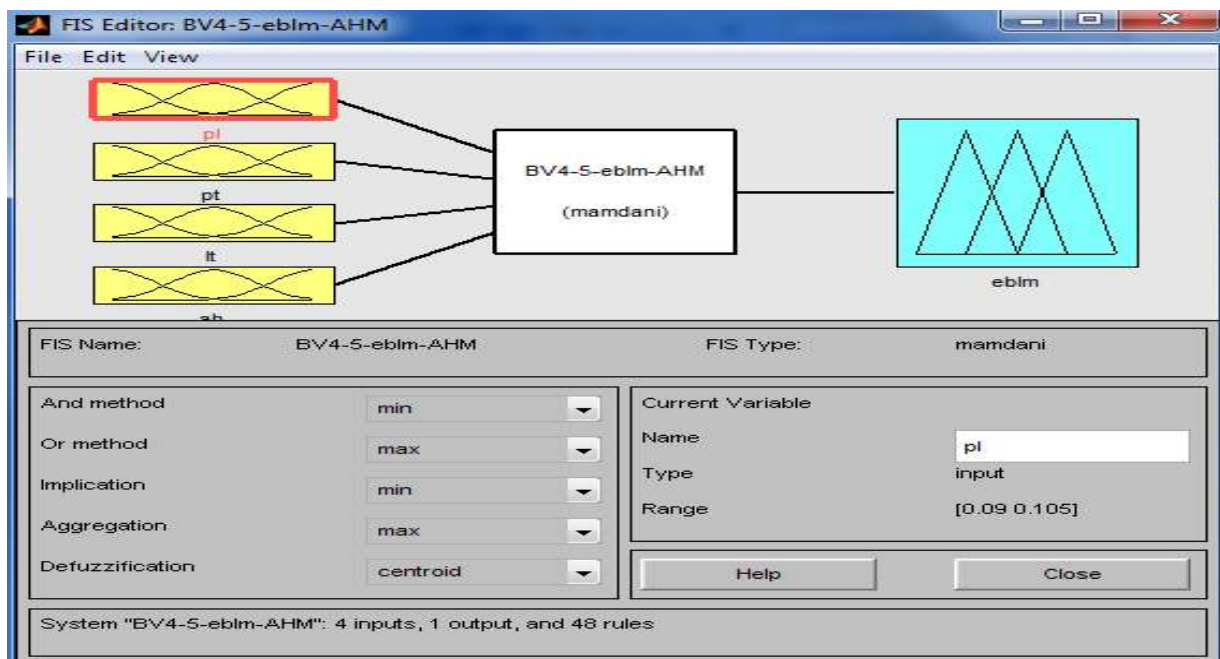 FIS Editor: BV4-5-eblm-AHM
File Edit View
pl
pt
lt
BV4-5-eblm-AHM
(mamdani)
eblm
FIS Name: BV4-5-eblm-AHM FIS Type: mamdani
And method min
Or method max
Implication min
Aggregation max
Defuzzification centroid
Current Variable
Name pl
Type input
Range [0.09 0.105]
Help Close
System "BV4-5-eblm-AHM": 4 inputs, 1 output, and 48 rules